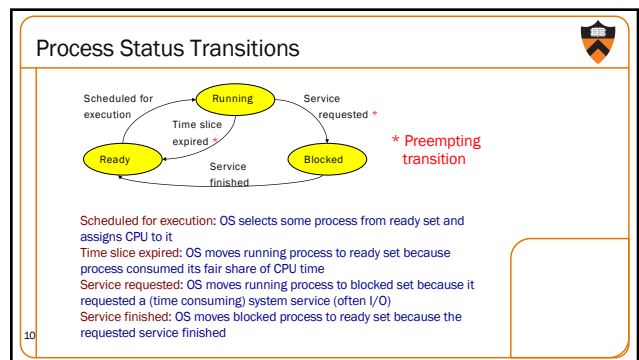 Process Status Transitions
Scheduled for
execution
Running
Service
requested *
Time slice
expired *
* Preempting
transition
Ready
Service
finished
Blocked
Scheduled for execution: OS selects some process from ready set and
assigns CPU to it
Time slice expired: OS moves running process to ready set because
process consumed its fair share of CPU time
Service requested: OS moves running process to blocked set because it
requested a (time consuming) system service (often I/O)
Service finished: OS moves blocked process to ready set because the
requested service finished
10